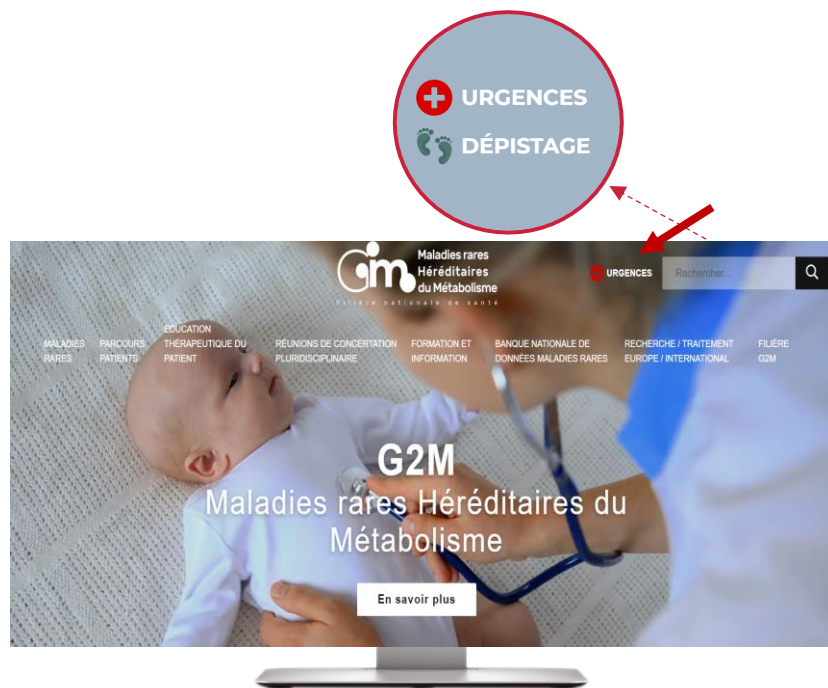 URGENCES
DÉPISTAGE
Maladies rares
Héréditaires
du Métabolisme
Filière nationale de santé
URGENCES
Rechercher...
MALADIES
RARES
PARCOURS
PATIENTS
EDUCATION
THÉRAPEUTIQUE DU
PATIENT
RÉUNIONS DE CONCERTATION
PLURIDISCIPLINAIRE
FORMATION ET
INFORMATION
BANQUE NATIONALE DE
DONNÉES MALADIES RARES
RECHERCHE / TRAITEMENT
EUROPE / INTERNATIONAL
FILIÈRE
G2M
G2M
Maladies rares Héréditaires du
Métabolisme
En savoir plus